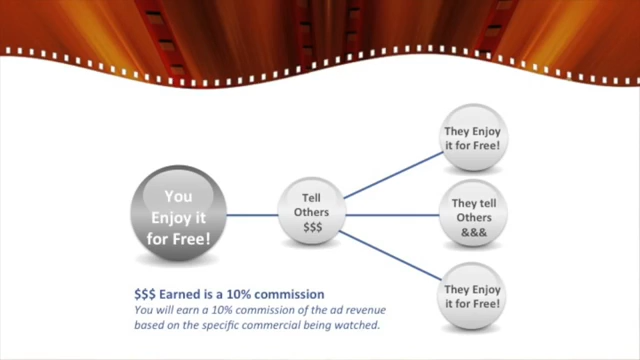 You
Enjoy it
for Free!
Tell
Others
$$$
They Enjoy
it for Free!
They tell
Others
&&&
They Enjoy
it for Free!
$$$ Earned is a 10% commission
You will earn a 10% commission of the ad revenue
based on the specific commercial being watched.